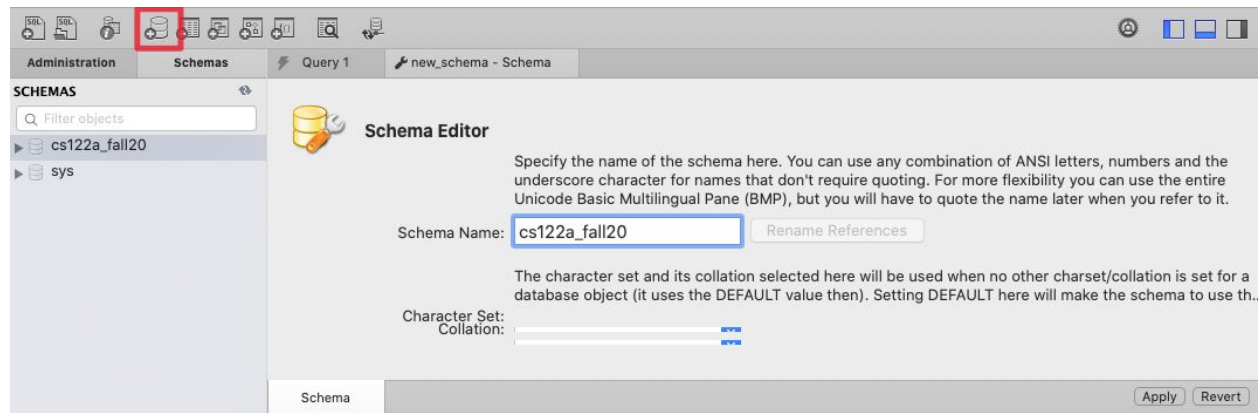 SQL SQL
Administration Schemas Query 1 new_schema - Schema
SCHEMAS
Filter objects
cs122a_fall20
sys
Schema Editor
Specify the name of the schema here. You can use any combination of ANSI letters, numbers and the
underscore character for names that don't require quoting. For more flexibility you can use the entire
Unicode Basic Multilingual Pane (BMP), but you will have to quote the name later when you refer to it.
Schema Name: cs122a_fall20 Rename References
The character set and its collation selected here will be used when no other charset/collation is set for a
database object (it uses the DEFAULT value then). Setting DEFAULT here will make the schema to use th..
Character Set:
Collation:
Schema Apply Revert